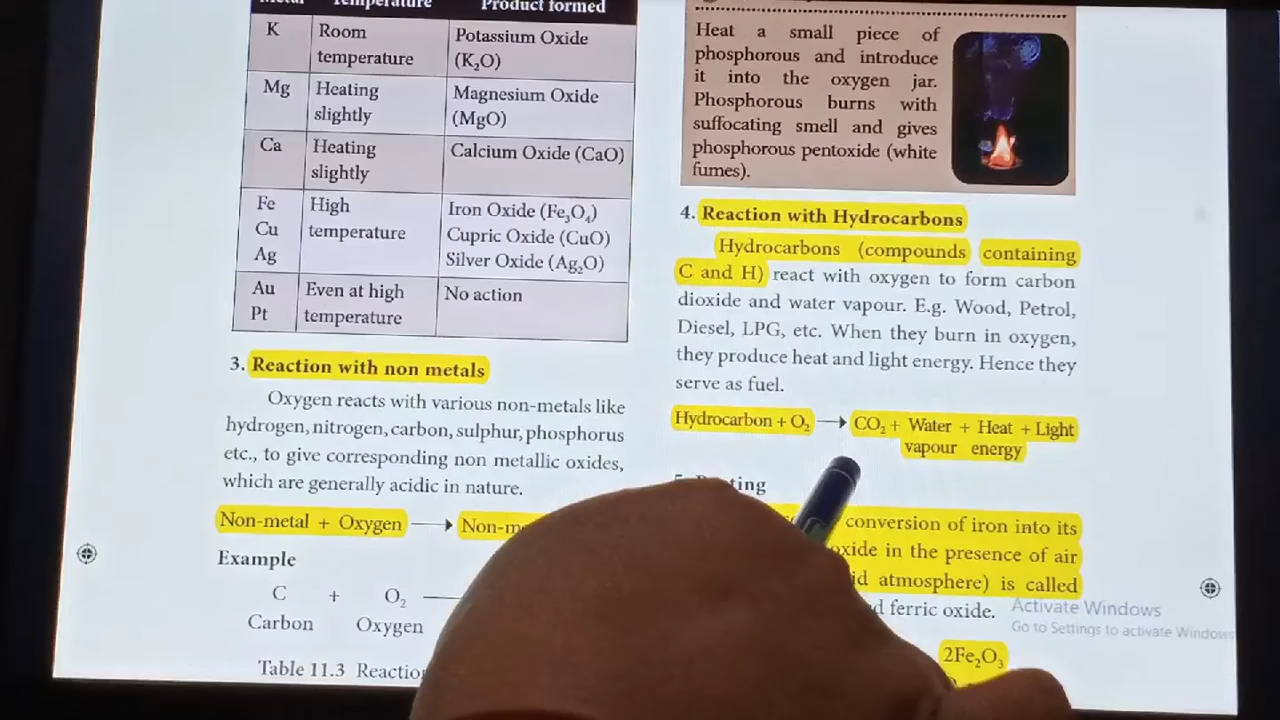 Temperature
Product formed
K
Room
temperature
Potassium Oxide
(K₂O)
Mg
Heating
slightly
Magnesium Oxide
(MgO)
Ca
Heating
slightly
Calcium Oxide (CaO)
Fe
Cu
Ag
High
temperature
Iron Oxide (Fe₃O₄)
Cupric Oxide (CuO)
Silver Oxide (Ag₂O)
Au
Pt
Even at high
temperature
No action
3. Reaction with non metals
Oxygen reacts with various non-metals like
hydrogen, nitrogen, carbon, sulphur, phosphorus
etc., to give corresponding non metallic oxides,
which are generally acidic in nature.
Non-metal + Oxygen ⟶
Example
C + O₂
Carbon Oxygen
Table 11.3
Heat a small piece of
phosphorous and introduce
it into the oxygen jar.
Phosphorous burns with
suffocating smell and gives
phosphorous pentoxide (white
fumes).
4. Reaction with Hydrocarbons
Hydrocarbons (compounds containing
C and H) react with oxygen to form carbon
dioxide and water vapour. E.g. Wood, Petrol,
Diesel, LPG, etc. When they burn in oxygen,
they produce heat and light energy. Hence they
serve as fuel.
Hydrocarbon + O₂ ⟶ CO₂ + Water + Heat + Light
vapour energy
conversion of iron into its
in the presence of air
atmosphere) is called
ferric oxide.
2Fe₂O₃
Activate Windows
Go to Settings to activate Windows